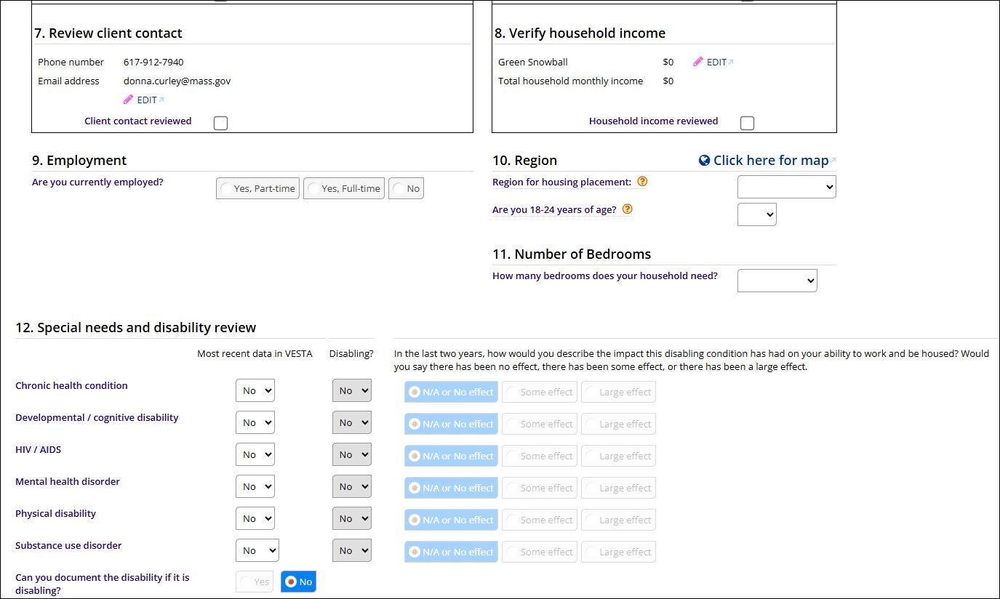 7. Review client contact
Phone number 617-912-7940
Email address donna.curley@mass.gov
EDIT
Client contact reviewed
8. Verify household income
Green Snowball $0 EDIT
Total household monthly income $0
Household income reviewed
9. Employment
Are you currently employed? Yes, Part-time Yes, Full-time No
10. Region Click here for map
Region for housing placement: ?
Are you 18-24 years of age? ?
11. Number of Bedrooms
How many bedrooms does your household need?
12. Special needs and disability review
Most recent data in VESTA Disabling? In the last two years, how would you describe the impact this disabling condition has had on your ability to work and be housed? Would
you say there has been no effect, there has been some effect, or there has been a large effect.
Chronic health condition No No N/A or No effect Some effect Large effect
Developmental / cognitive disability No No N/A or No effect Some effect Large effect
HIV / AIDS No No N/A or No effect Some effect Large effect
Mental health disorder No No N/A or No effect Some effect Large effect
Physical disability No No N/A or No effect Some effect Large effect
Substance use disorder No No N/A or No effect Some effect Large effect
Can you document the disability if it is Yes No
disabling?